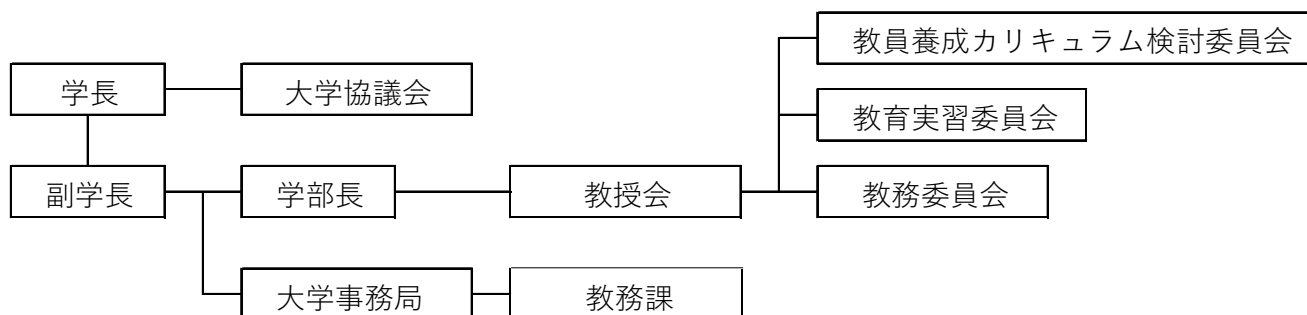 教員養成カリキュラム検討委員会
学長
大学協議会
教育実習委員会
副学長
学部長
教授会
教務委員会
大学事務局
教務課